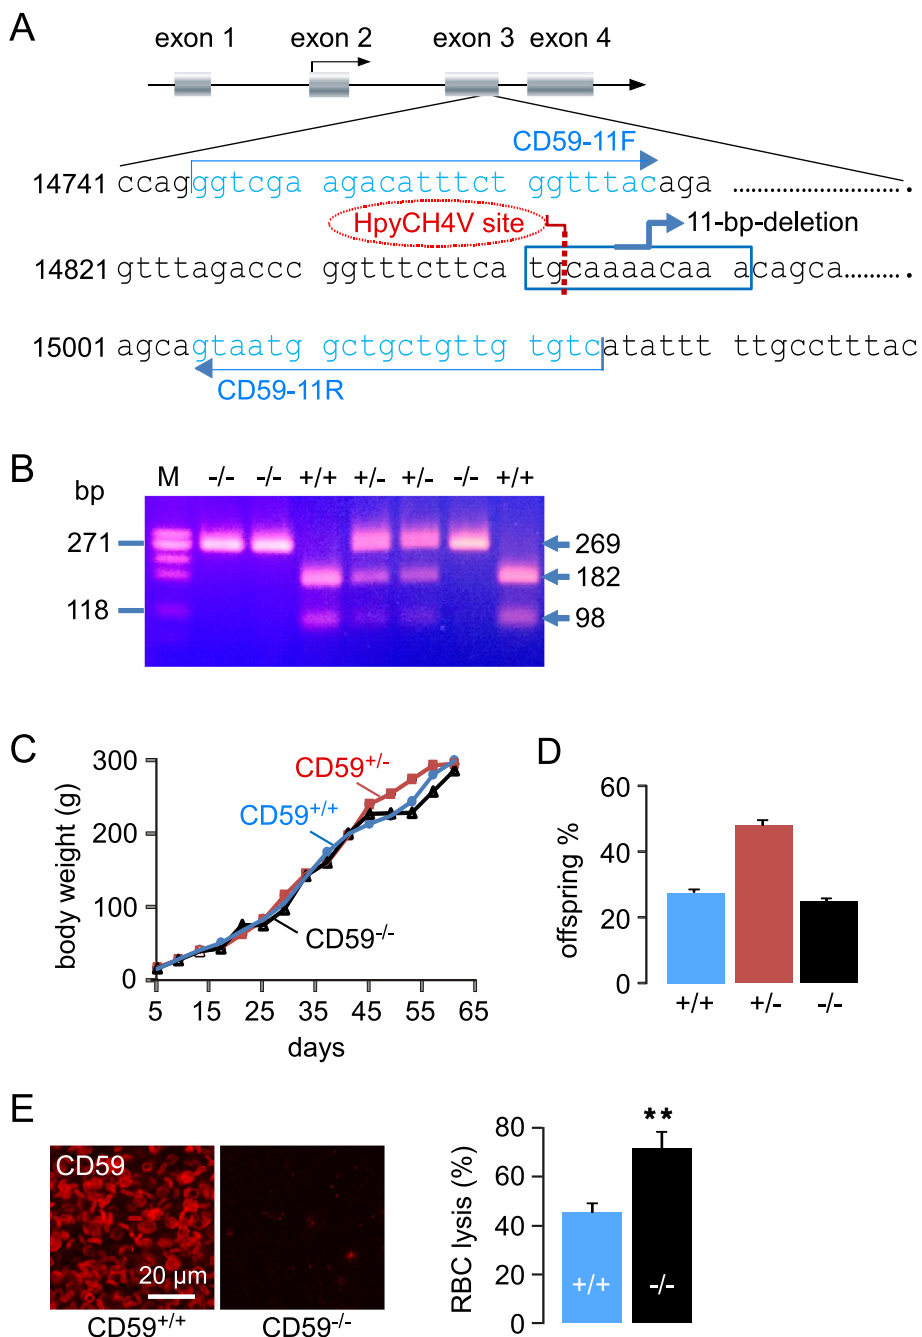 A
exon 1 exon 2 exon 3 exon 4
CD59-11F
14741 ccagggtcga agacatttct ggtttacaga ...........................
HpyCH4V site
11-bp-deletion
14821 gtttagaccc ggtttcttca tgcaaaacaa acagca..........
15001 agcagtaatg gctgctgttg tgtcatattt ttgcctttac
CD59-11R
B
bp M -/- -/- +/+ +/- +/- -/- +/+
271 269
182
118 98
C
body weight (g)
300
200
100
0
CD59+/-
CD59+/+
CD59-/-
5 15 25 35 45 55 65
days
D
offspring %
60
40
20
0
+/+ +/- -/-
E
CD59
20 µm
CD59+/+ CD59-/-
RBC lysis (%)
80
60
40
20
0
**
+/+ -/-